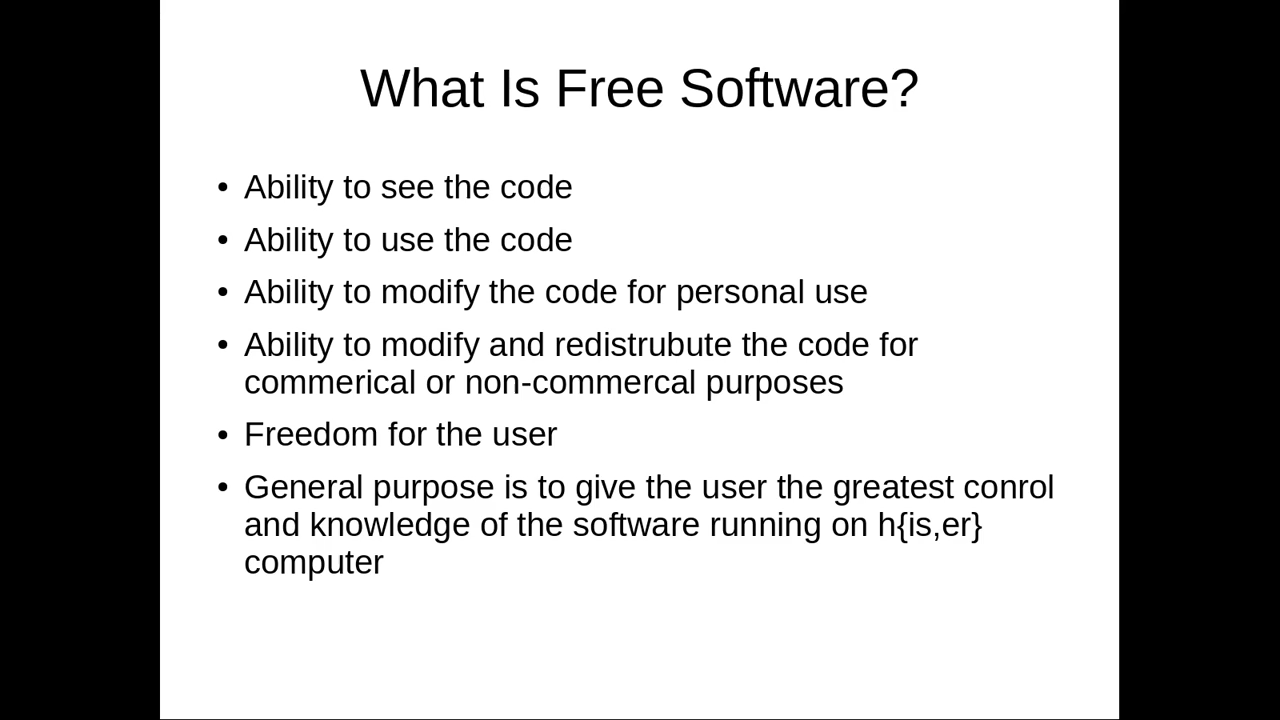 What Is Free Software?
• Ability to see the code
• Ability to use the code
• Ability to modify the code for personal use
• Ability to modify and redistrubute the code for
commerical or non-commercal purposes
• Freedom for the user
• General purpose is to give the user the greatest conrol
and knowledge of the software running on h{is,er}
computer